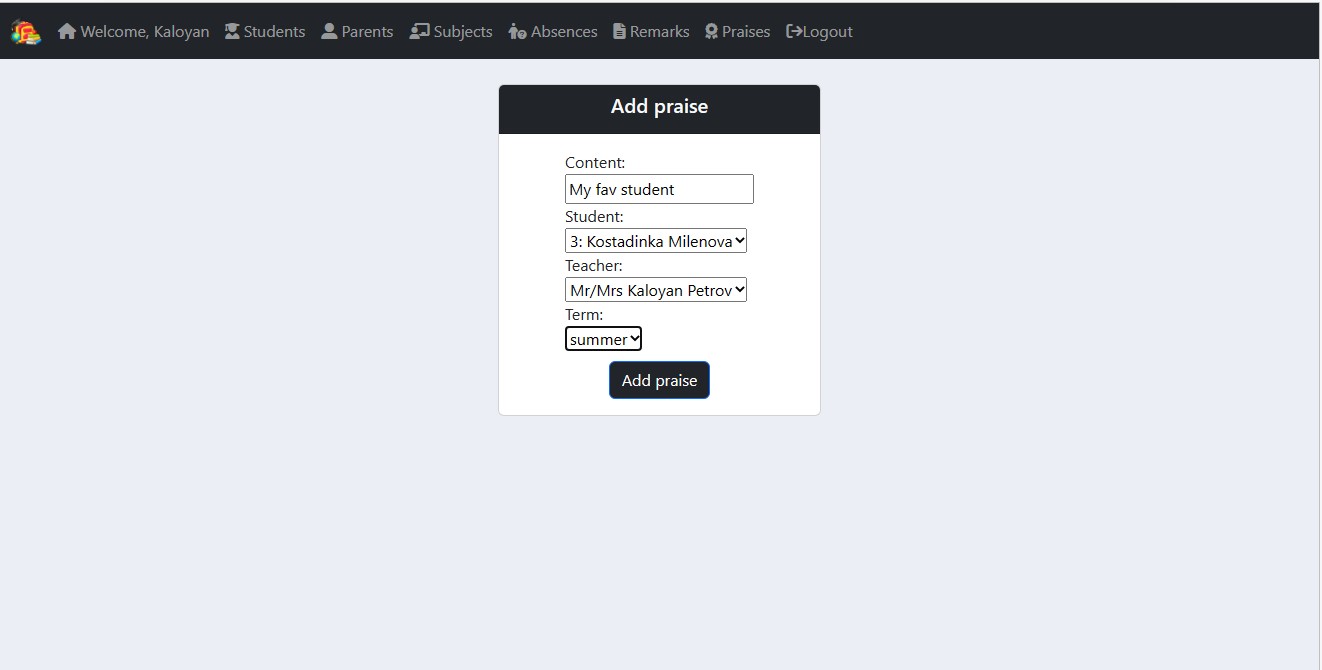 Welcome, Kaloyan Students Parents Subjects Absences Remarks Praises Logout
Add praise
Content:
My fav student
Student:
3: Kostadinka Milenova
Teacher:
Mr/Mrs Kaloyan Petrov
Term:
summer
Add praise